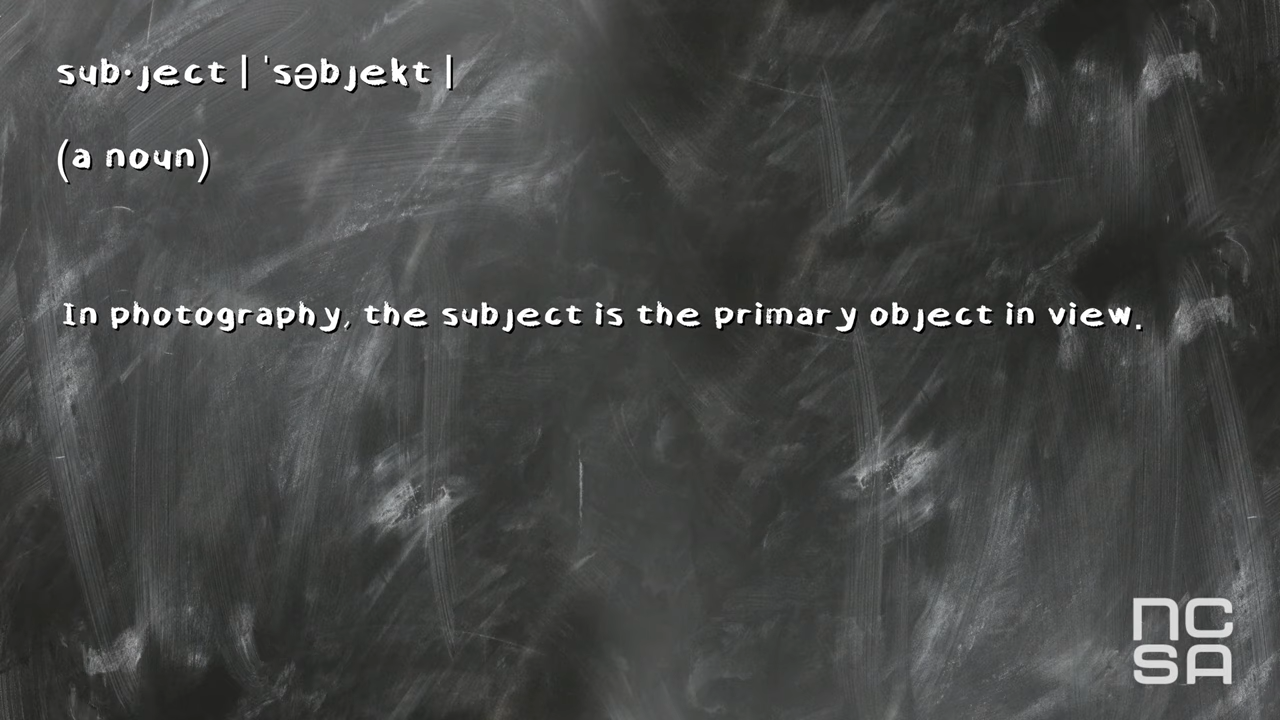 sub·ject | ˈsəbjekt |
(a noun)
In photography, the subject is the primary object in view.
NC
SA